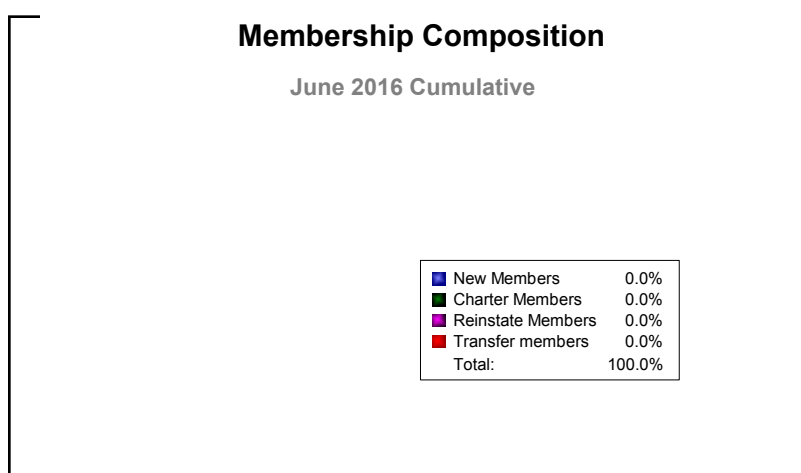 Membership Composition
June 2016 Cumulative
New Members 0.0%
Charter Members 0.0%
Reinstate Members 0.0%
Transfer members 0.0%
Total: 100.0%